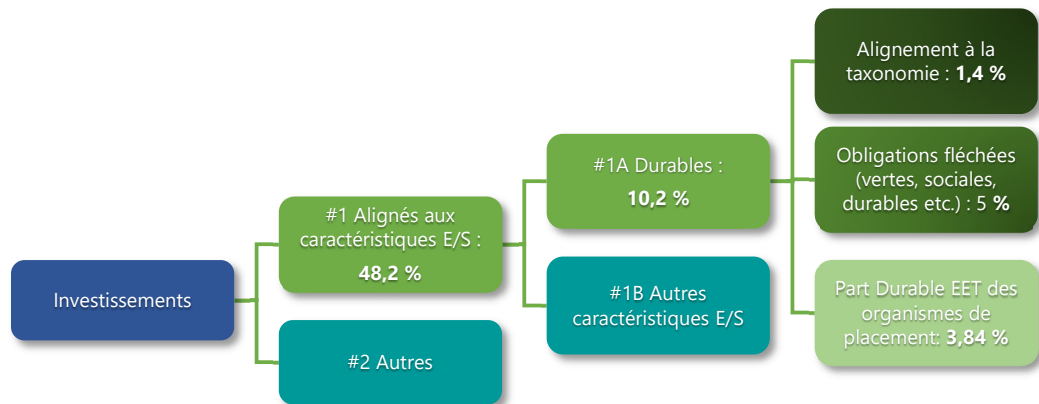 Investissements
#1 Alignés aux
caractéristiques E/S :
48,2 %
#2 Autres
#1A Durables :
10,2 %
#1B Autres
caractéristiques E/S
Alignement à la
taxonomie : 1,4 %
Obligations fléchées
(vertes, sociales,
durables etc.) : 5 %
Part Durable EET des
organismes de
placement: 3,84 %